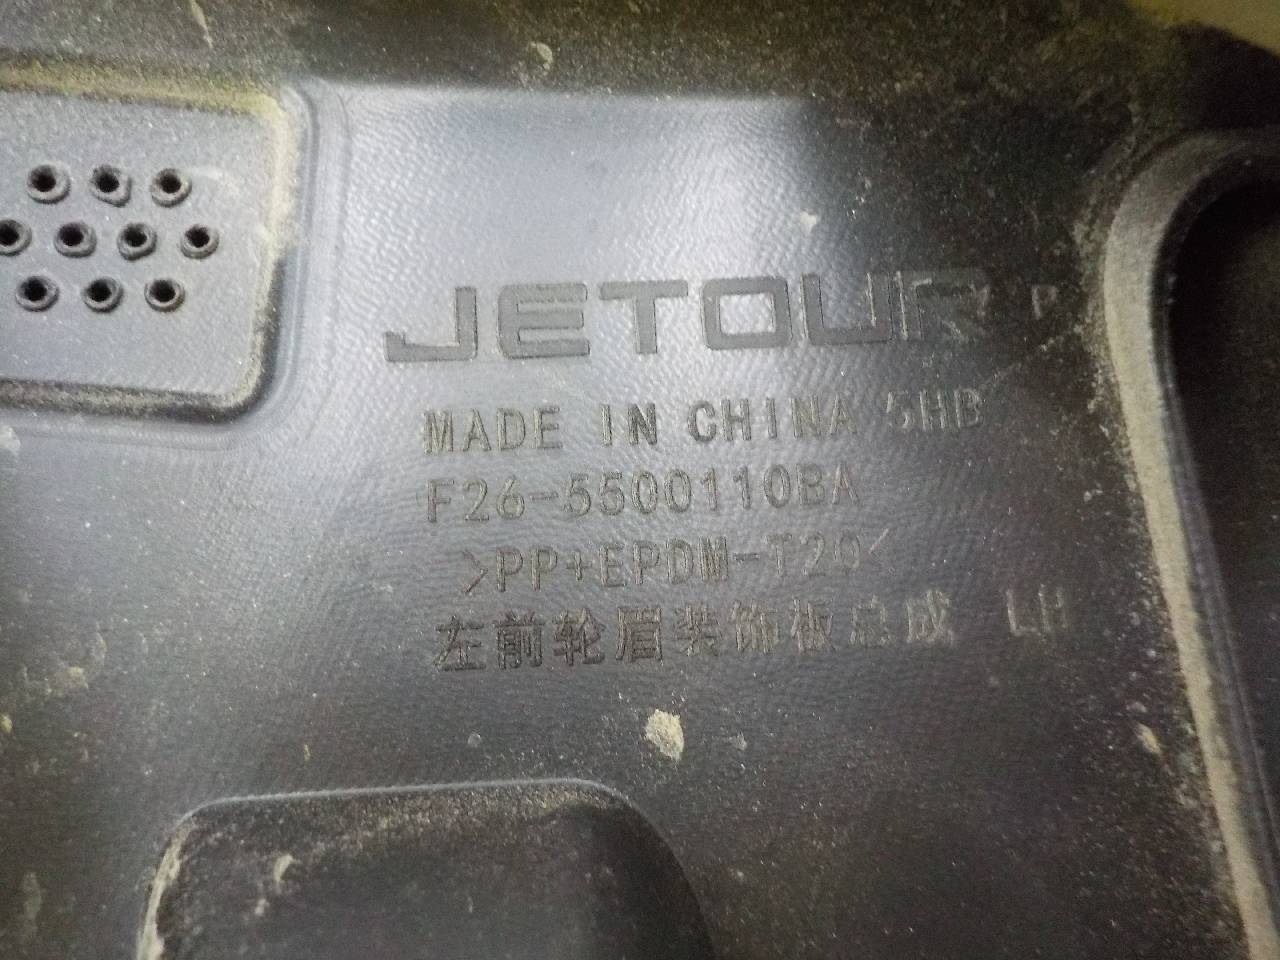 JETOUR P
MADE IN CHINA 5HB
F26-5500110BA
>PP+EPDM-T20<
左前轮眉装饰板总成 LH